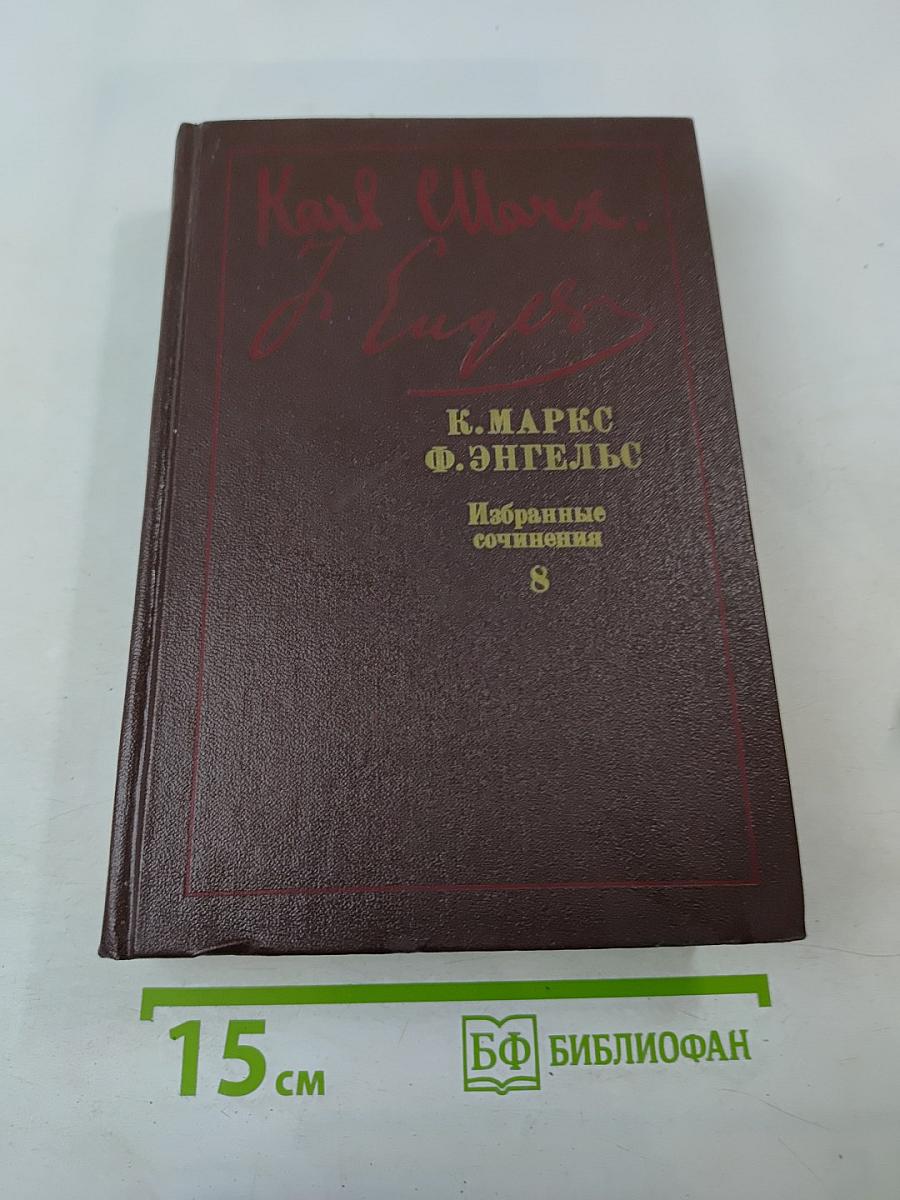 Karl Marx.
F. Engels
К. МАРКС
Ф. ЭНГЕЛЬС
Избранные
сочинения
8
15 см
БФ БИБЛИОФАН